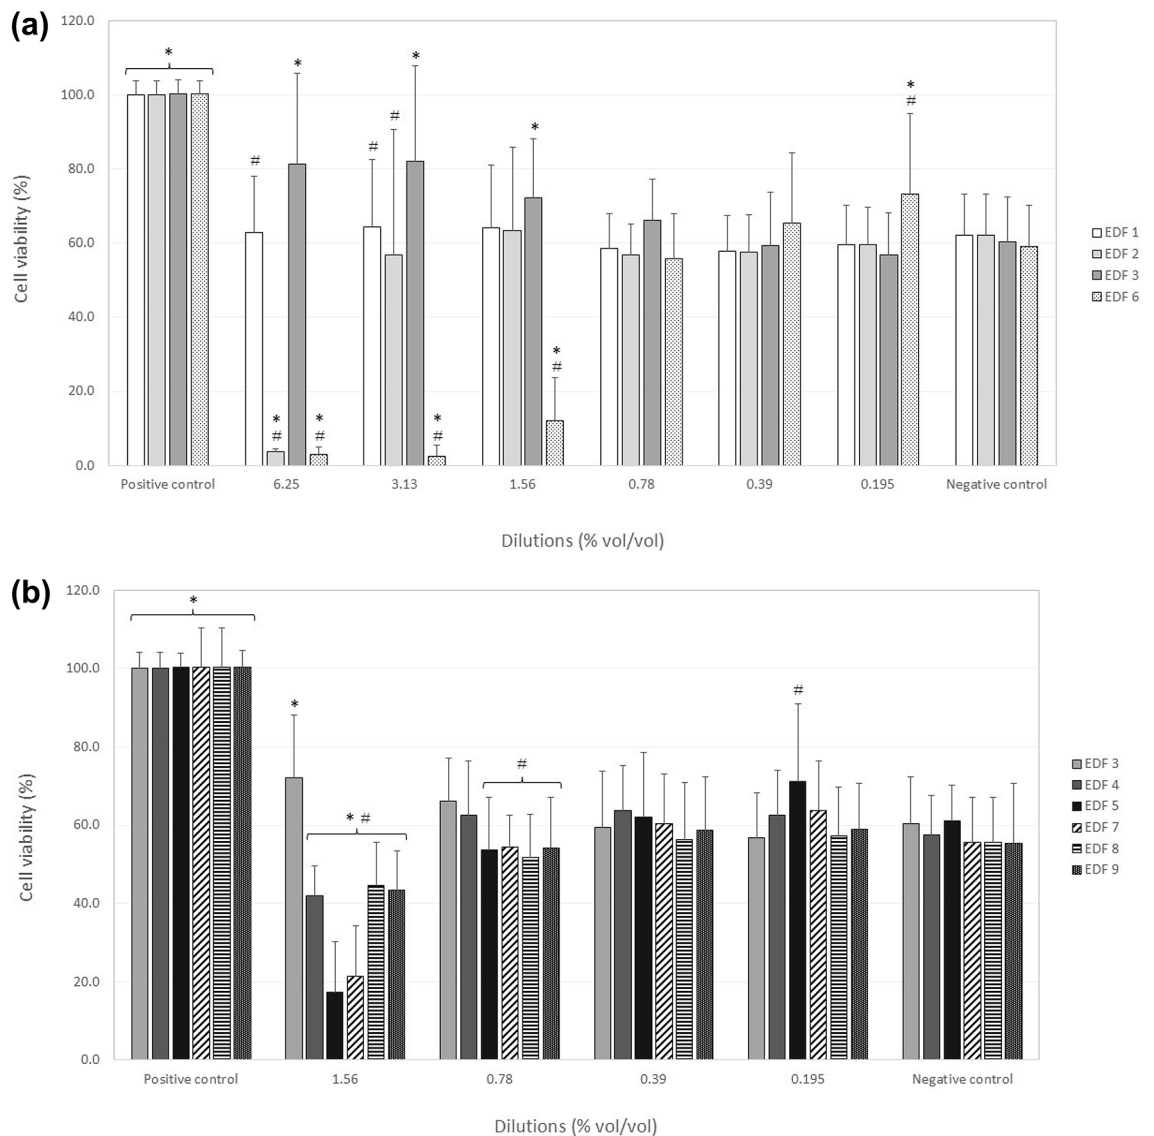 (a)
120.0
100.0
80.0
60.0
40.0
20.0
0.0
Cell viability (%)
*
#
*
#
*
#
*
#
#
*
*
#
*
*
#
*
#
Positive control 6.25 3.13 1.56 0.78 0.39 0.195 Negative control
Dilutions (% vol/vol)
EDF 1
EDF 2
EDF 3
EDF 6
(b)
120.0
100.0
80.0
60.0
40.0
20.0
0.0
Cell viability (%)
*
*
* #
#
#
Positive control 1.56 0.78 0.39 0.195 Negative control
Dilutions (% vol/vol)
EDF 3
EDF 4
EDF 5
EDF 7
EDF 8
EDF 9